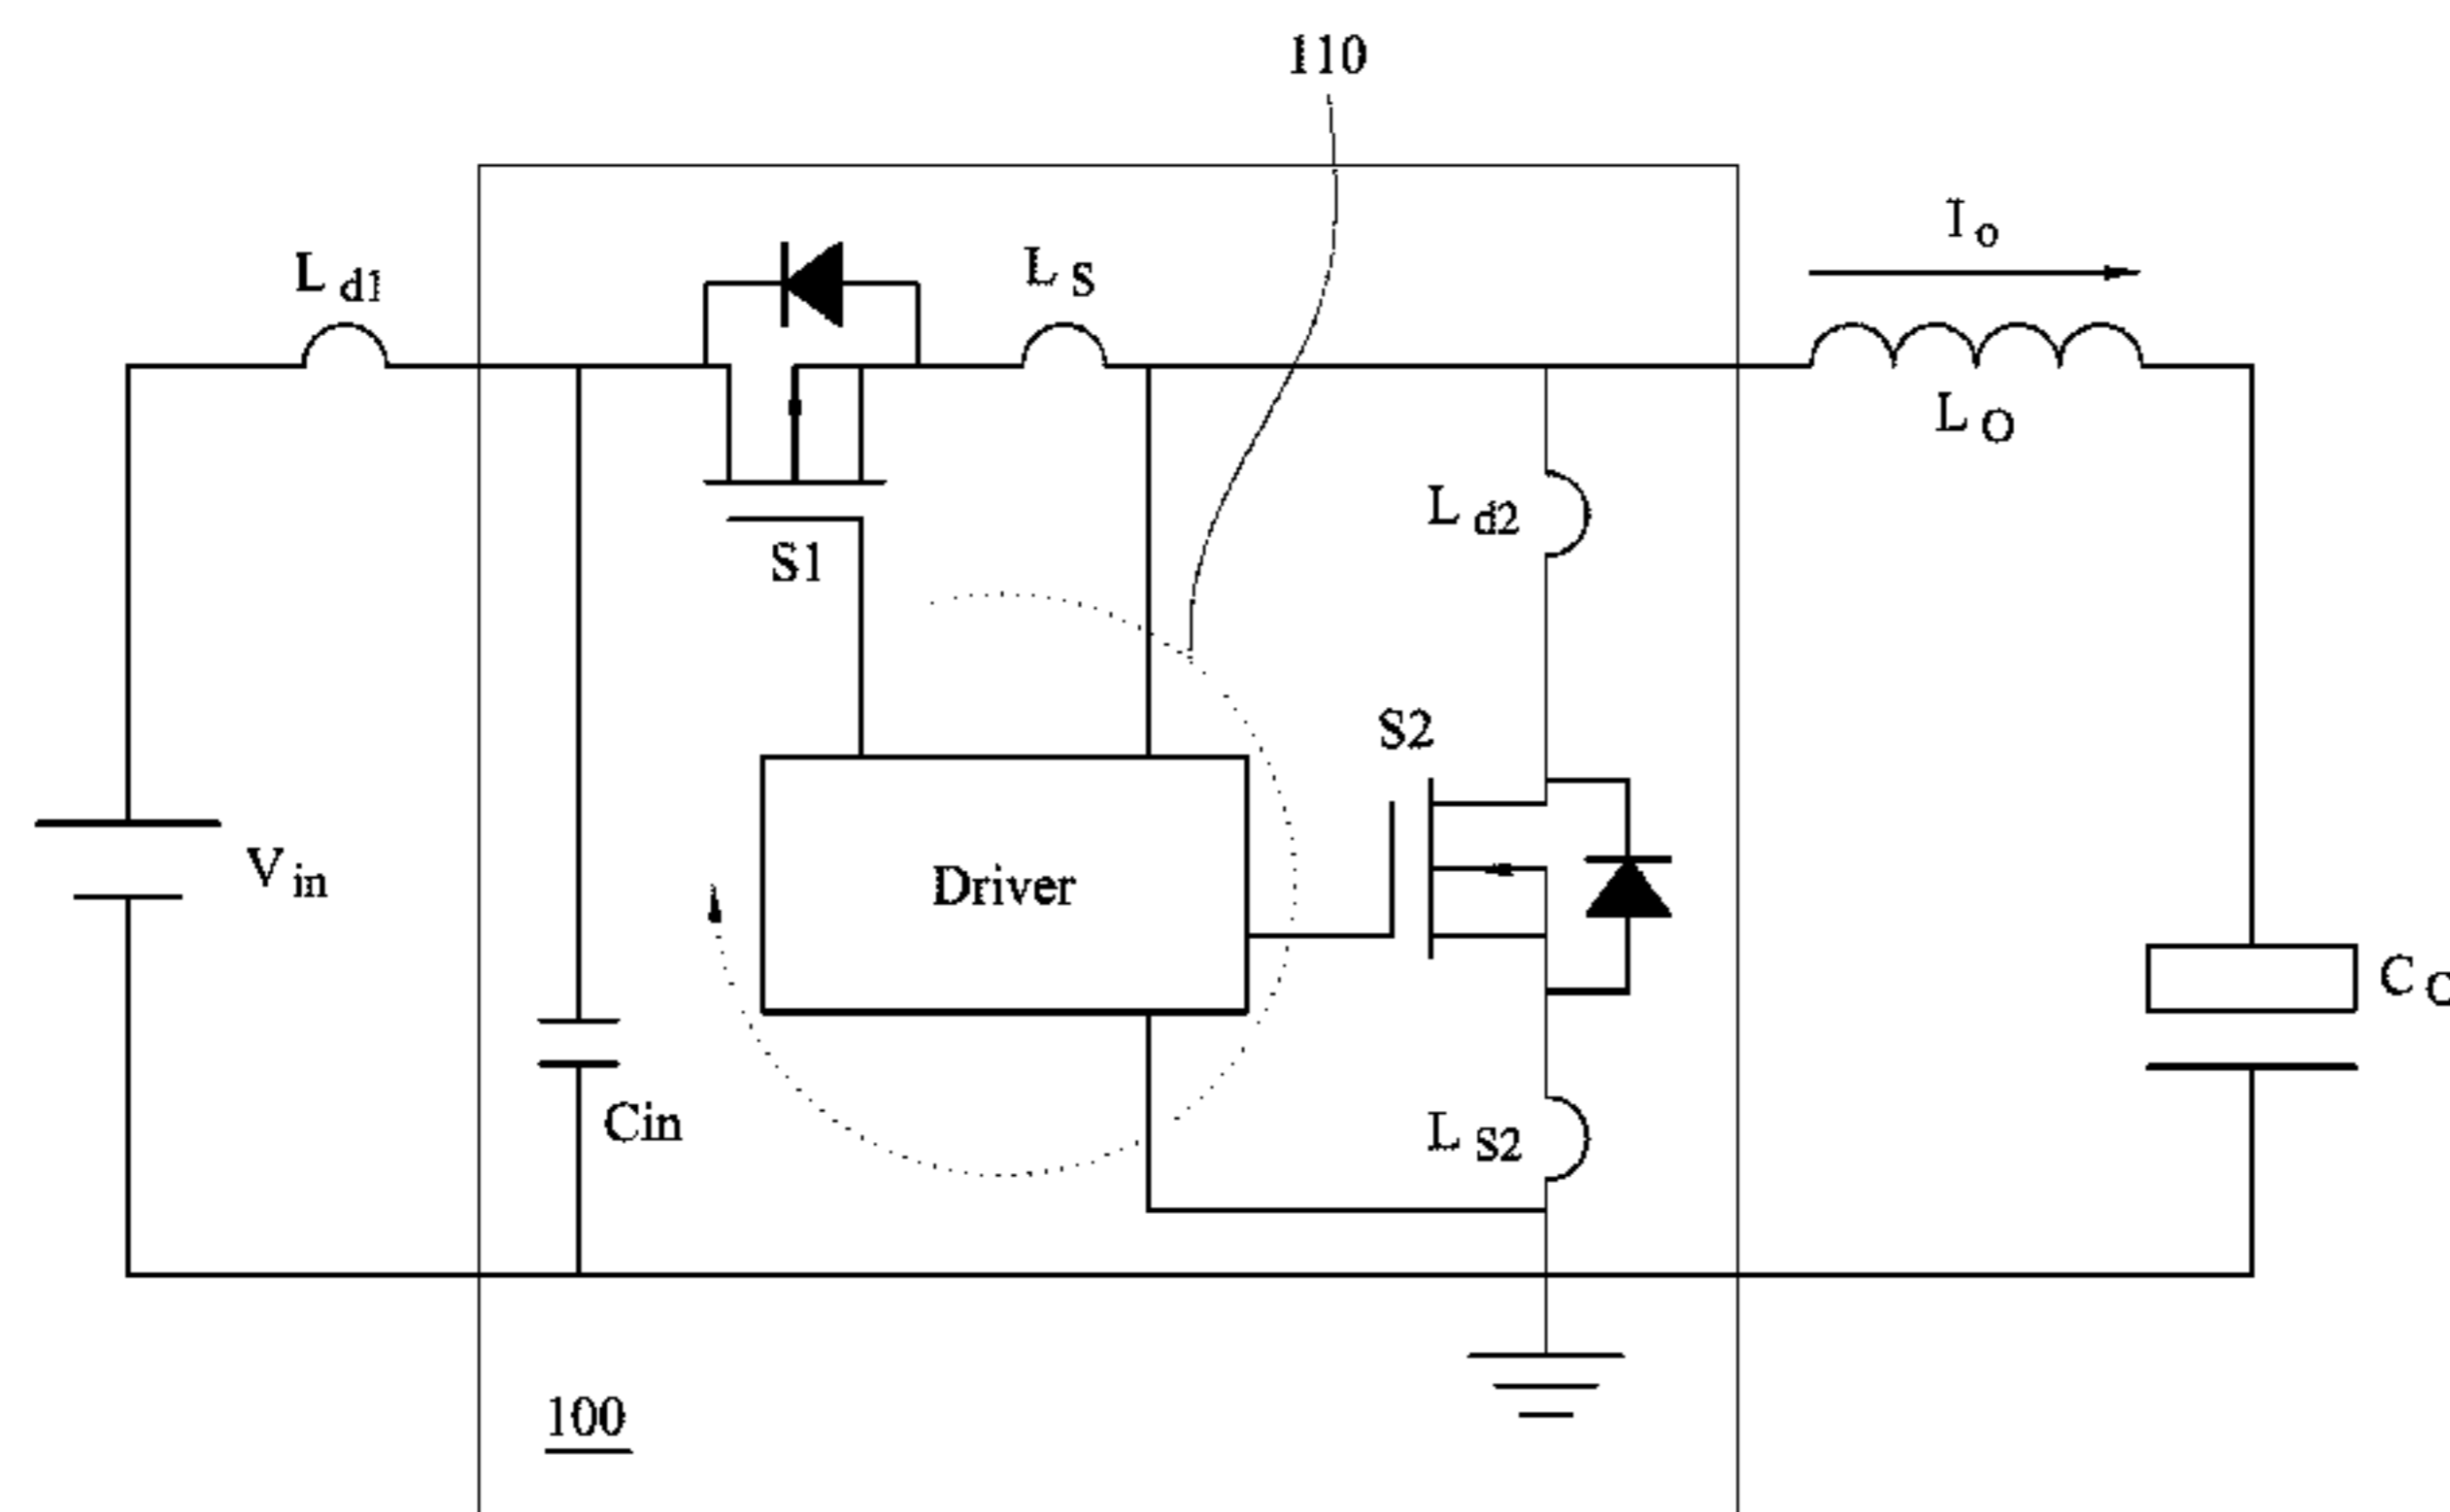 110
I o
L d1
L S
L O
L d2
S1
S2
V in
Driver
C O
Cin
L S2
100